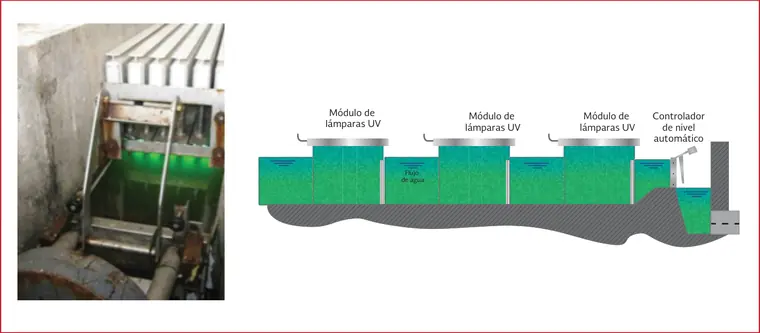 Módulo de
lámparas UV
Módulo de
lámparas UV
Módulo de
lámparas UV
Controlador
de nivel
automático
Flujo
de agua